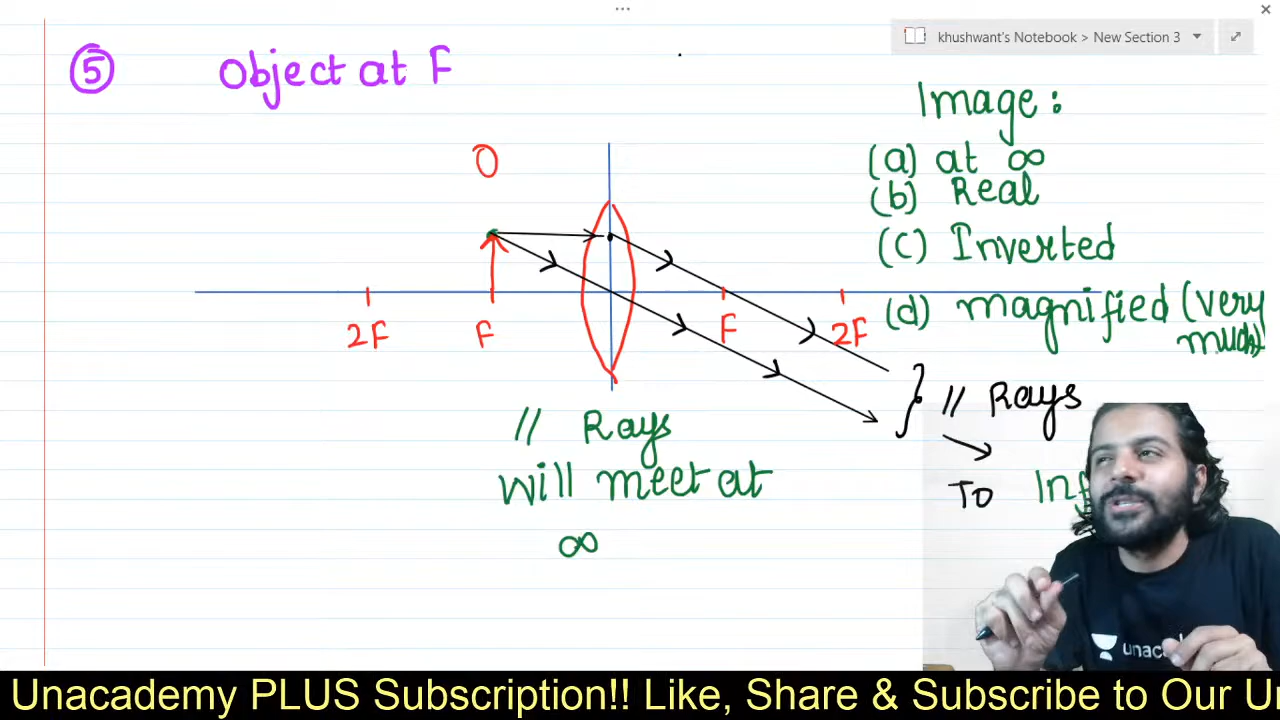 ...
khushwant's Notebook > New Section 3
5 Object at F
Image:
(a) at ∞
(b) Real
(c) Inverted
(d) magnified (very
much)
O
2F F F 2F
// Rays
To
// Rays
will meet at
∞
Unacademy PLUS Subscription!! Like, Share & Subscribe to Our